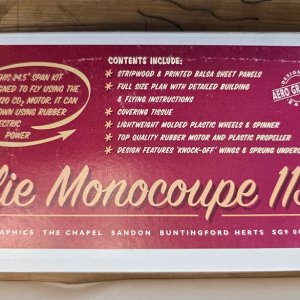 CONTENTS INCLUDE:
STRIPWOOD & PRINTED BALSA SHEET PANELS
FULL SIZE PLAN WITH DETAILED BUILDING
& FLYING INSTRUCTIONS
COVERING TISSUE
LIGHTWEIGHT MOLDED PLASTIC WHEELS & SPINNER
TOP QUALITY RUBBER MOTOR AND PLASTIC PROPELLER
DESIGN FEATURES 'KNOCK-OFF' WINGS & SPRUNG UNDERC
THIS 24.5" SPAN KIT
GNED TO FLY USING THE
CO2 MOTOR. IT CAN
OWN USING RUBBER
ECTRIC
POWER
AERO GR
lie Monocoupe 11
APHICS THE CHAPEL SANDON BUNTINGFORD HERTS SG9 0